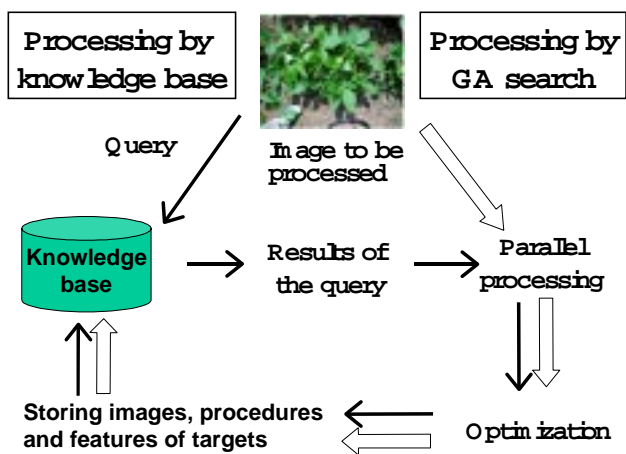 Processing by
knowledge base
Processing by
GA search
Query
Image to be
processed
Knowledge
base
Results of
the query
Parallel
processing
Storing images, procedures
and features of targets
Optimization